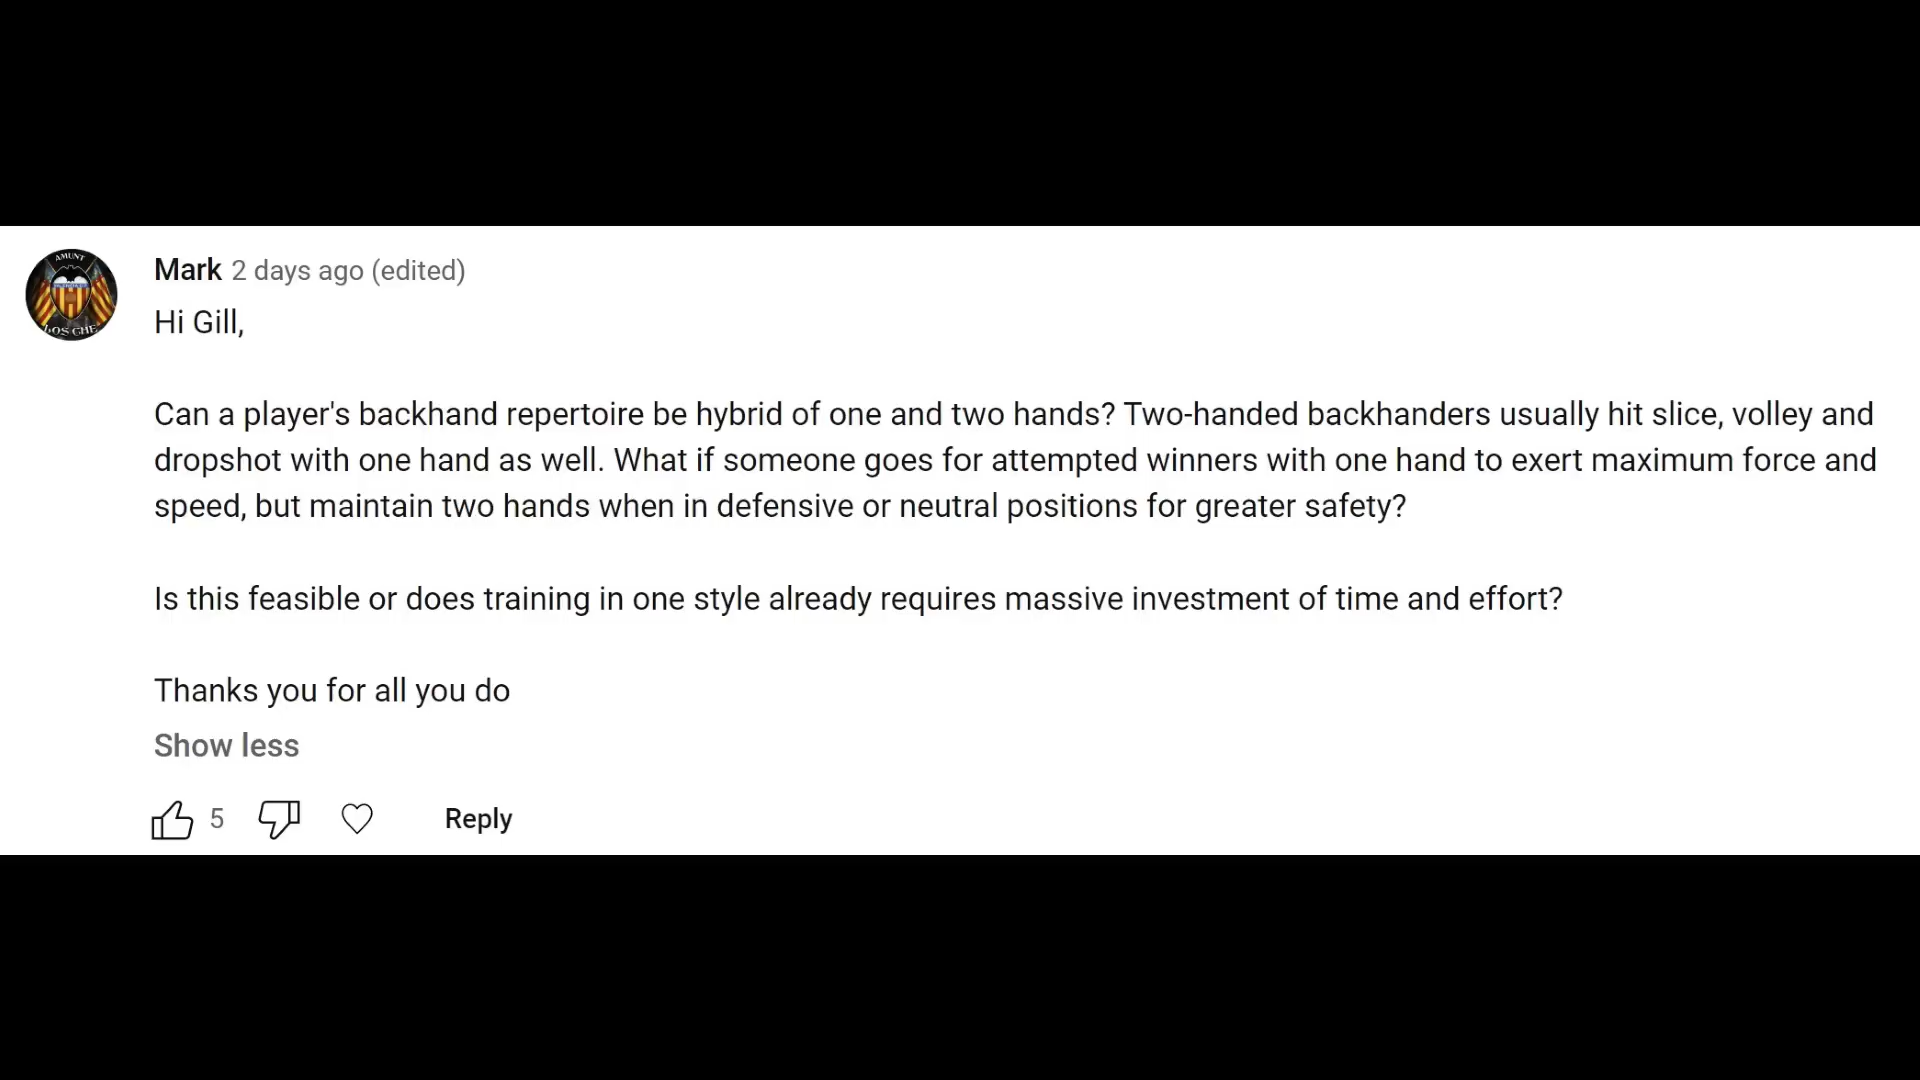 AMUNT
Mark 2 days ago (edited)
Hi Gill,
Can a player's backhand repertoire be hybrid of one and two hands? Two-handed backhanders usually hit slice, volley and
dropshot with one hand as well. What if someone goes for attempted winners with one hand to exert maximum force and
speed, but maintain two hands when in defensive or neutral positions for greater safety?
Is this feasible or does training in one style already requires massive investment of time and effort?
Thanks you for all you do
Show less
5 Reply